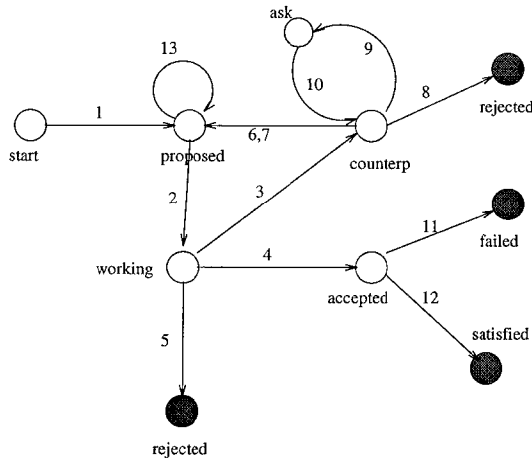 ask
13
9
10
8
1
rejected
6,7
start
proposed
counterp
2
3
11
failed
working
4
accepted
12
satisfied
5
rejected